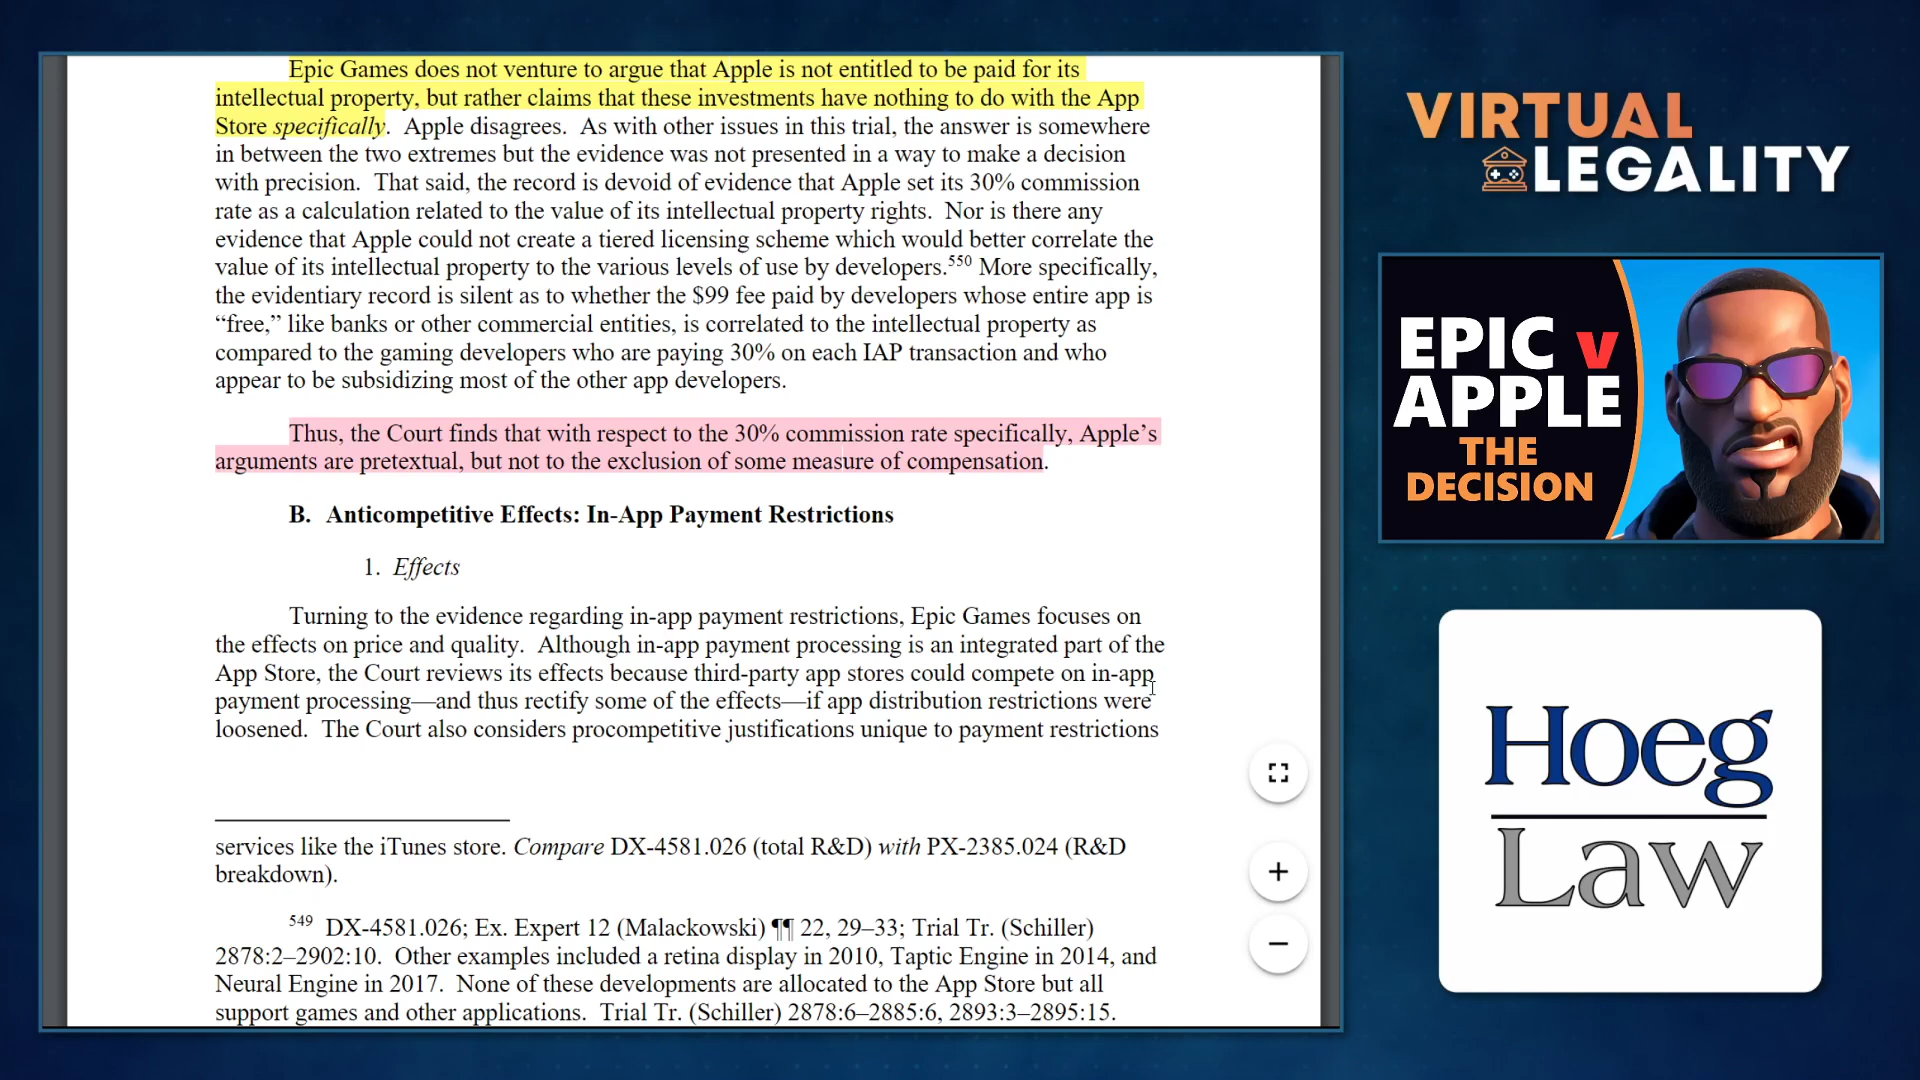 Epic Games does not venture to argue that Apple is not entitled to be paid for its
intellectual property, but rather claims that these investments have nothing to do with the App
Store specifically.  Apple disagrees.  As with other issues in this trial, the answer is somewhere
in between the two extremes but the evidence was not presented in a way to make a decision
with precision.  That said, the record is devoid of evidence that Apple set its 30% commission
rate as a calculation related to the value of its intellectual property rights.  Nor is there any
evidence that Apple could not create a tiered licensing scheme which would better correlate the
value of its intellectual property to the various levels of use by developers.550 More specifically,
the evidentiary record is silent as to whether the $99 fee paid by developers whose entire app is
“free,” like banks or other commercial entities, is correlated to the intellectual property as
compared to the gaming developers who are paying 30% on each IAP transaction and who
appear to be subsidizing most of the other app developers.
Thus, the Court finds that with respect to the 30% commission rate specifically, Apple’s
arguments are pretextual, but not to the exclusion of some measure of compensation.
B. Anticompetitive Effects: In-App Payment Restrictions
1. Effects
Turning to the evidence regarding in-app payment restrictions, Epic Games focuses on
the effects on price and quality.  Although in-app payment processing is an integrated part of the
App Store, the Court reviews its effects because third-party app stores could compete on in-app
payment processing—and thus rectify some of the effects—if app distribution restrictions were
loosened.  The Court also considers procompetitive justifications unique to payment restrictions
services like the iTunes store. Compare DX-4581.026 (total R&D) with PX-2385.024 (R&D
breakdown).
549 DX-4581.026; Ex. Expert 12 (Malackowski) ¶¶ 22, 29–33; Trial Tr. (Schiller)
2878:2–2902:10.  Other examples included a retina display in 2010, Taptic Engine in 2014, and
Neural Engine in 2017.  None of these developments are allocated to the App Store but all
support games and other applications.  Trial Tr. (Schiller) 2878:6–2885:6, 2893:3–2895:15.
VIRTUAL
LEGALITY
EPIC v
APPLE
THE
DECISION
Hoeg
Law